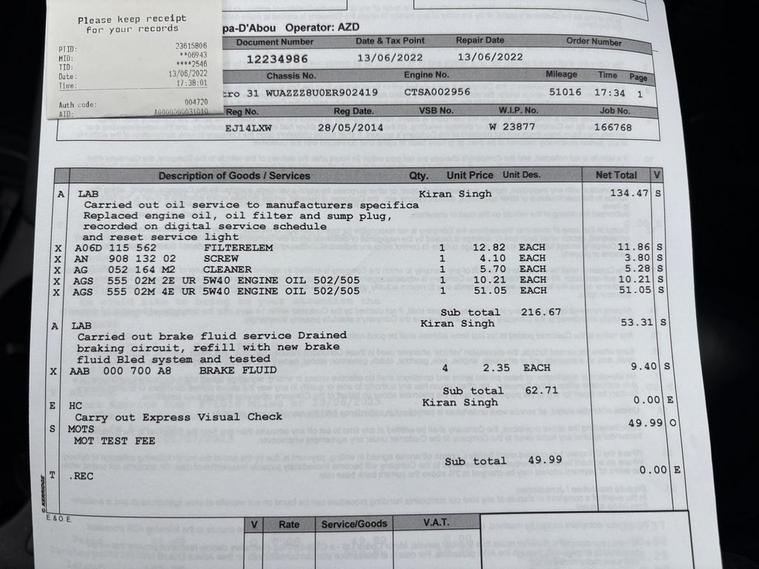 Please keep receipt
for your records
PTID: 23615806
MID: **06943
TID: ****2546
Date: 13/06/2022
Time: 17:38:01
Auth code: 004720
AID:
pa-D'Abou Operator: AZD
Document Number Date & Tax Point Repair Date Order Number
12234986 13/06/2022 13/06/2022
Chassis No. Engine No. Mileage Time Page
tro 31 WUAZZZ8U0ER902419 CTSA002956 51016 17:34 1
Reg No. Reg Date. VSB No. W.I.P. No. Job No.
EJ14LXW 28/05/2014 W 23877 166768
Description of Goods / Services Qty. Unit Price Unit Des. Net Total V
A LAB Kiran Singh 134.47 S
Carried out oil service to manufacturers specifica
Replaced engine oil, oil filter and sump plug,
recorded on digital service schedule
and reset service light
X A06D 115 562 FILTERELEM 1 12.82 EACH 11.86 S
X AN 908 132 02 SCREW 1 4.10 EACH 3.80 S
X AG 052 164 M2 CLEANER 1 5.70 EACH 5.28 S
X AGS 555 02M 2E UR 5W40 ENGINE OIL 502/505 1 10.21 EACH 10.21 S
X AGS 555 02M 4E UR 5W40 ENGINE OIL 502/505 1 51.05 EACH 51.05 S
Sub total 216.67
A LAB Kiran Singh 53.31 S
Carried out brake fluid service Drained
braking circuit, refill with new brake
fluid Bled system and tested
X AAB 000 700 A8 BRAKE FLUID 4 2.35 EACH 9.40 S
Sub total 62.71
E HC Kiran Singh 0.00 E
Carry out Express Visual Check
S MOTS 49.99 O
MOT TEST FEE
Sub total 49.99
T .REC 0.00 E
E & O.E.
V Rate Service/Goods V.A.T.